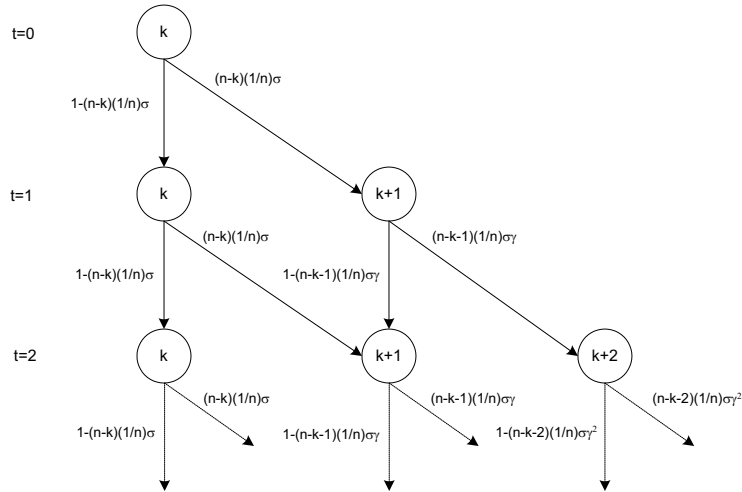 t=0
k
(n-k)(1/n)σ
1-(n-k)(1/n)σ
t=1
k
k+1
(n-k)(1/n)σ
(n-k-1)(1/n)σγ
1-(n-k)(1/n)σ
1-(n-k-1)(1/n)σγ
t=2
k
k+1
k+2
(n-k)(1/n)σ
(n-k-1)(1/n)σγ
(n-k-2)(1/n)σγ²
1-(n-k)(1/n)σ
1-(n-k-1)(1/n)σγ
1-(n-k-2)(1/n)σγ²